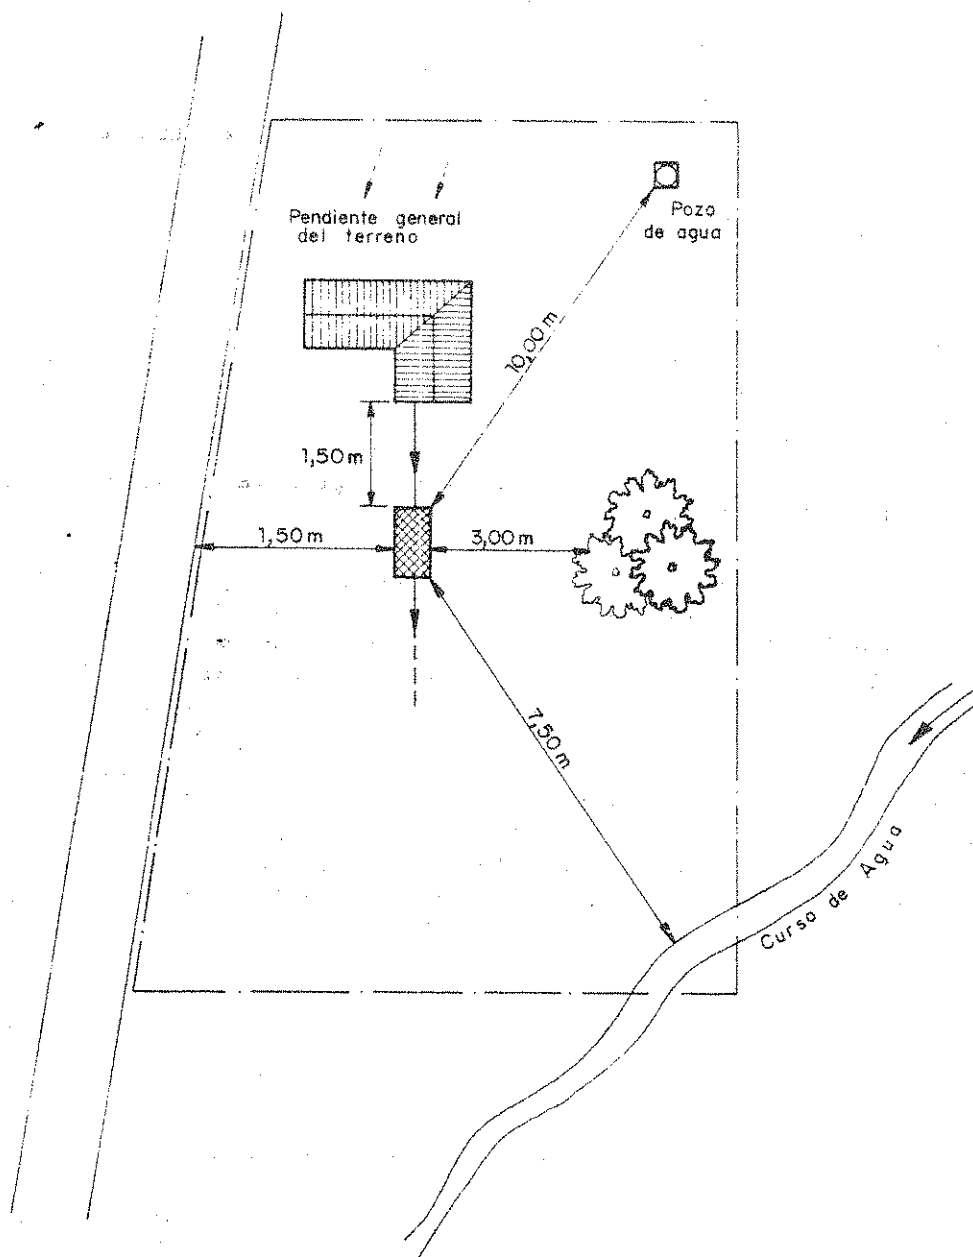 Pendiente general
del terreno
Pozo
de agua
10,00 m
1,50 m
1,50 m
3,00 m
7,50 m
Curso de Agua